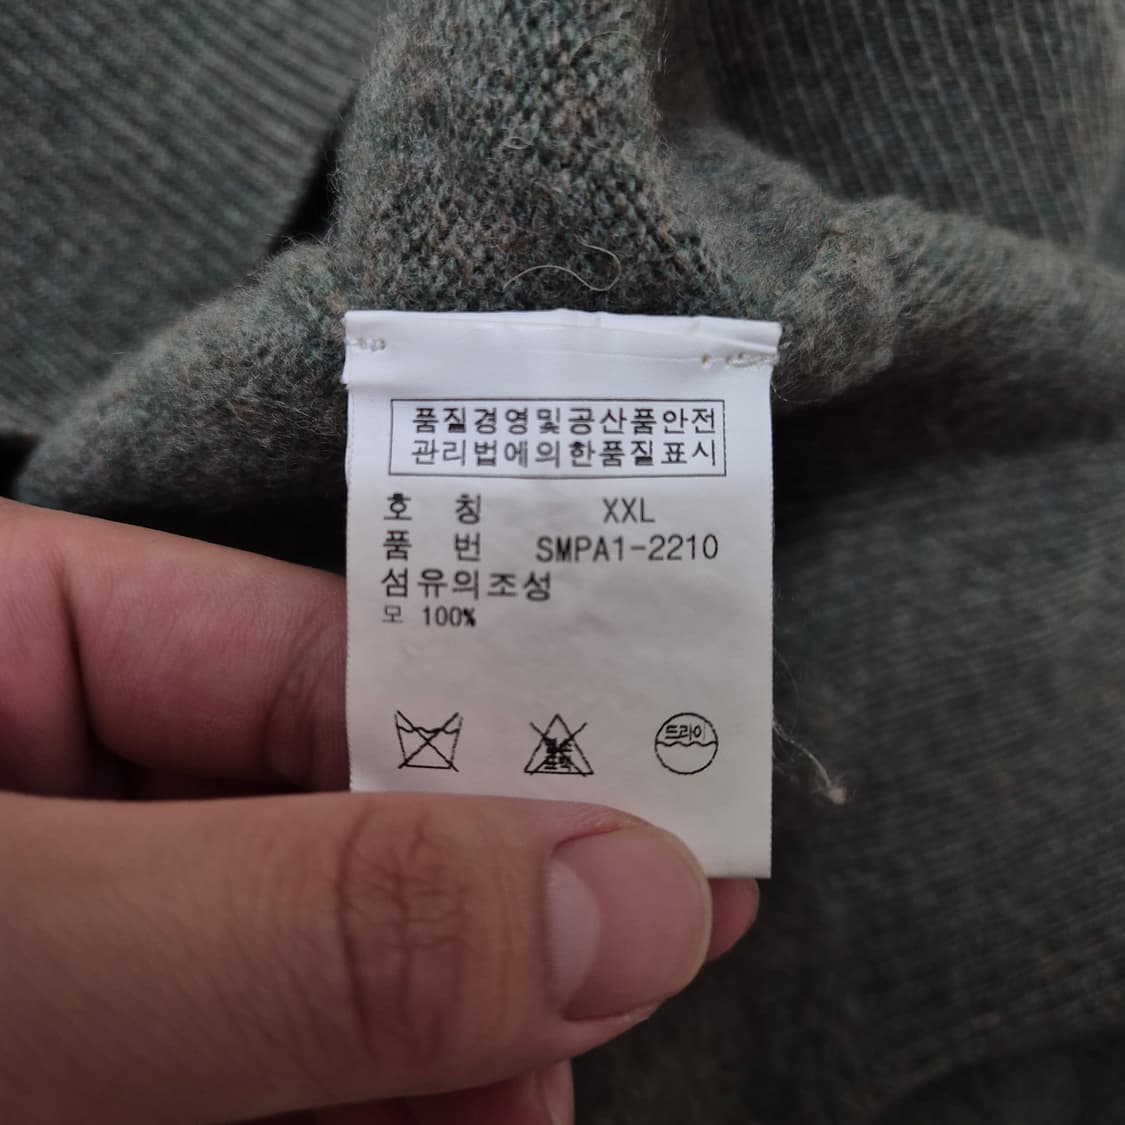 품질경영및공산품안전
관리법에의한품질표시
호 칭 XXL
품 번 SMPA1-2210
섬유의조성
모 100%
드라이